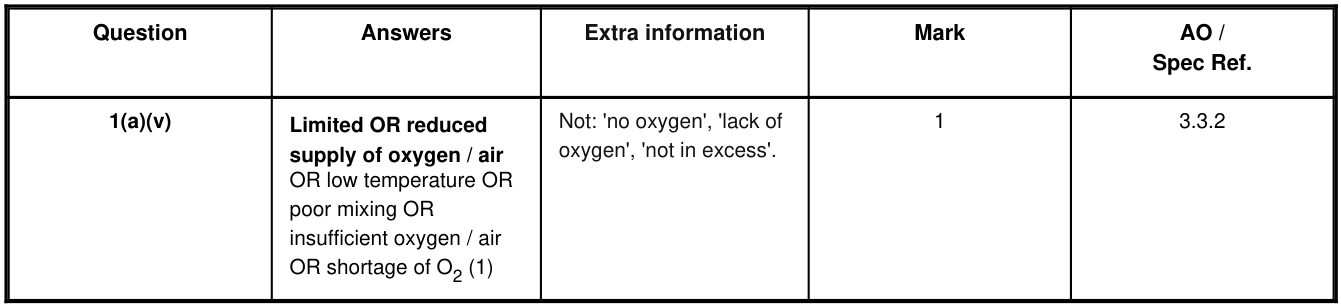 Question Answers Extra information Mark AO /
Spec Ref.
1(a)(v) Limited OR reduced Not: 'no oxygen', 'lack of 1 3.3.2
supply of oxygen / air oxygen', 'not in excess'.
OR low temperature OR
poor mixing OR
insufficient oxygen / air
OR shortage of O2 (1)